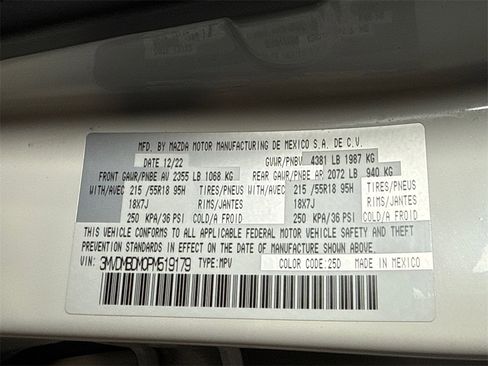 MFD. BY MAZDA MOTOR MANUFACTURING DE MEXICO S.A. DE C.V.
DATE 12/22 GVWR/PNBV 4381 LB 1987 KG
FRONT GAWR/PNBE AV 2355 LB 1068 KG REAR GAWR/PNBE AR 2072 LB 940 KG
WITH/AVEC 215 /55R18 95H TIRES/PNEUS WITH/AVEC 215 /55R18 95H TIRES/PNEUS
18X7J RIMS/JANTES 18X7J RIMS/JANTES
250 KPA/36 PSI COLD/A FROID 250 KPA/36 PSI COLD/A FROID
THIS VEHICLE CONFORMS TO ALL APPLICABLE FEDERAL MOTOR VEHICLE SAFETY AND THEFT
PREVENTION STANDARDS IN EFFECT ON THE DATE OF MANUFACTURE SHOWN ABOVE.
VIN: 3MVDMBDM0PM519179 TYPE: MPV COLOR CODE: 25D MADE IN MEXICO